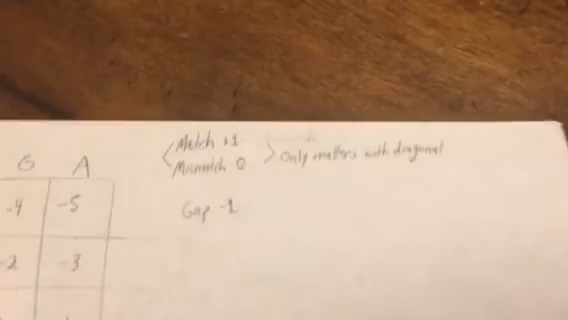 Match +1
Mismatch 0
Only matters with diagonal
G A
-4 -5
Gap -1
-2 -3